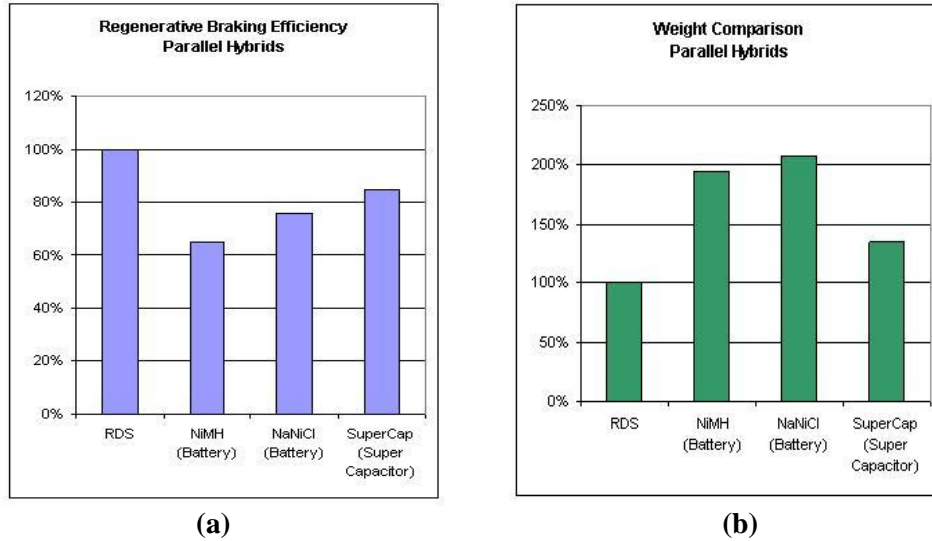 Regenerative Braking Efficiency
Parallel Hybrids
120%
100%
80%
60%
40%
20%
0%
RDS
NiMH
(Battery)
NaNiCl
(Battery)
SuperCap
(Super
Capacitor)
(a)
Weight Comparison
Parallel Hybrids
250%
200%
150%
100%
50%
0%
RDS
NiMH
(Battery)
NaNiCl
(Battery)
SuperCap
(Super
Capacitor)
(b)